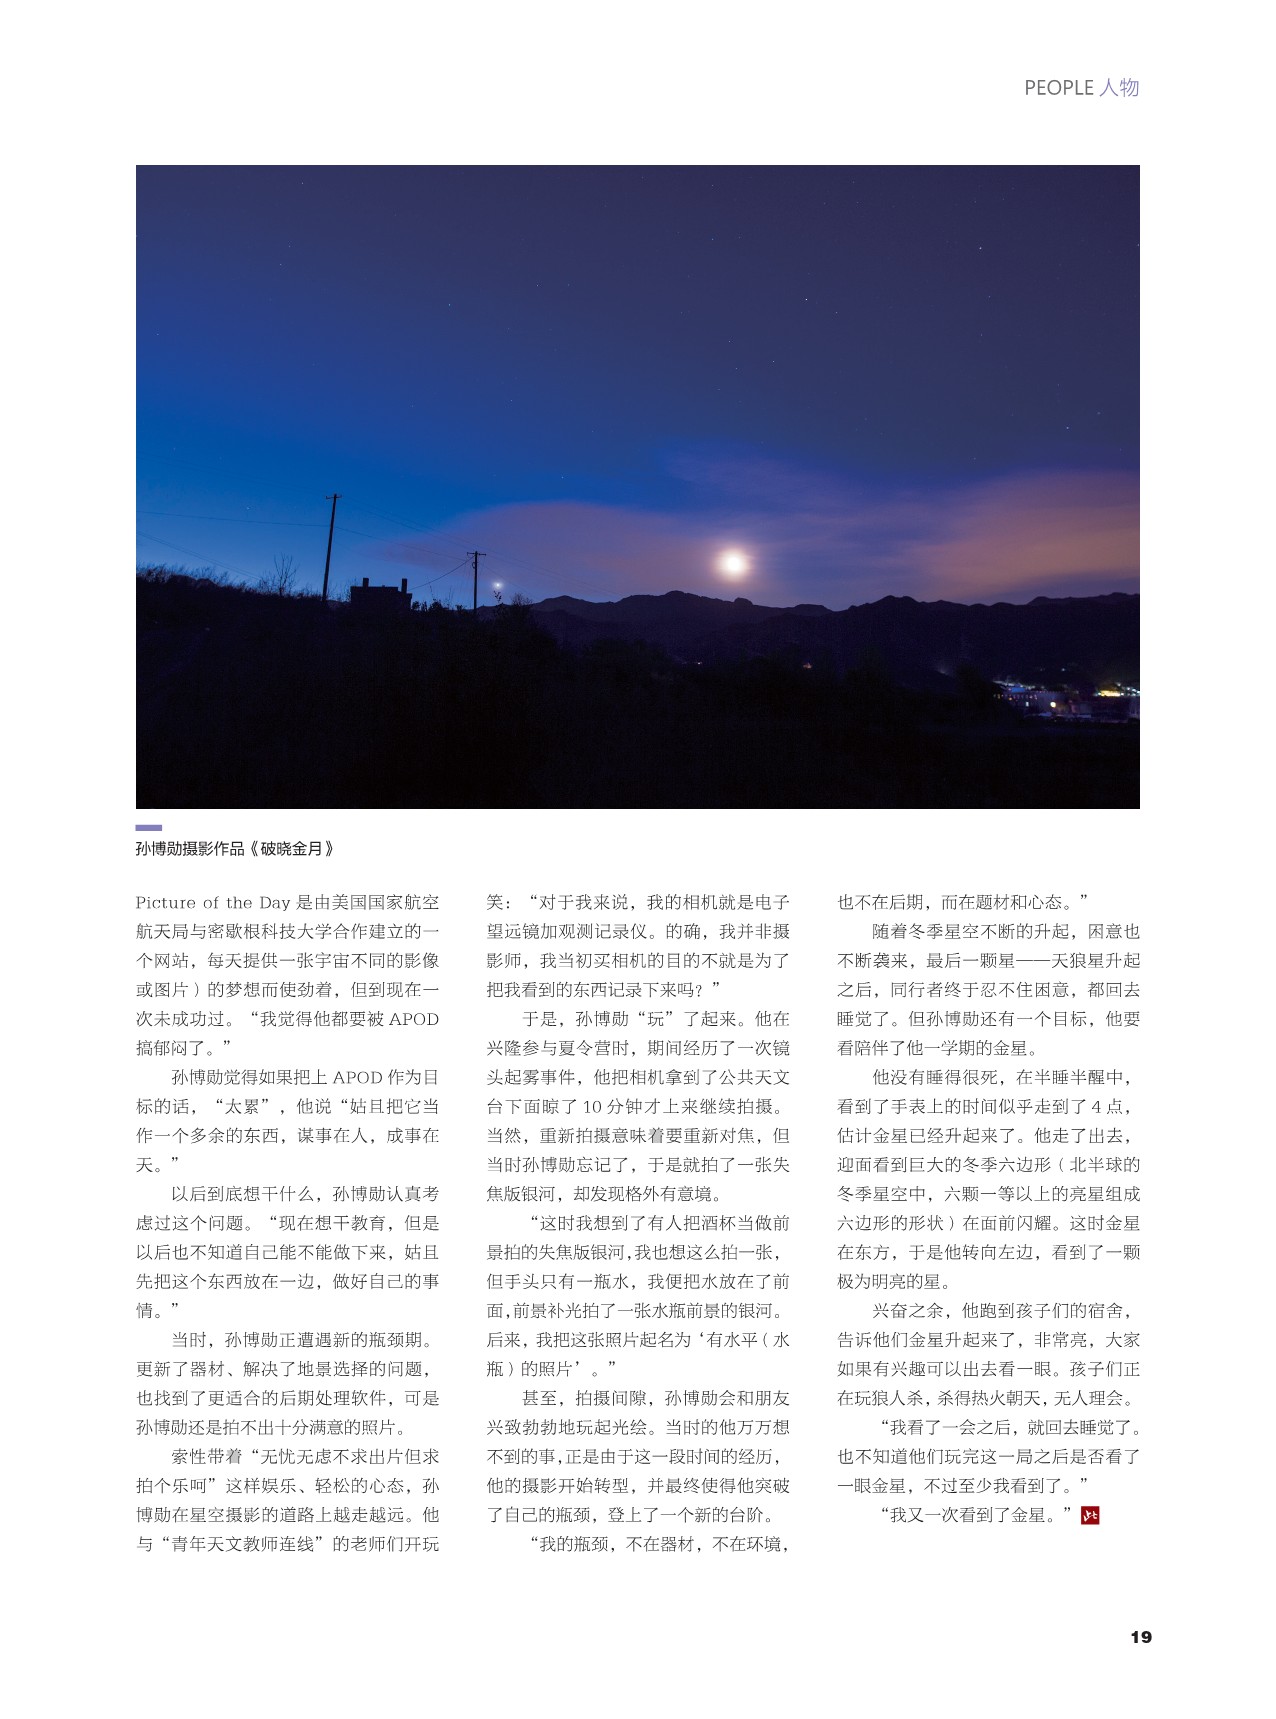 PEOPLE 人物
孙博勋摄影作品《破晓金月》
Picture of the Day 是由美国国家航空
航天局与密歇根科技大学合作建立的一
个网站，每天提供一张宇宙不同的影像
或图片）的梦想而使劲着，但到现在一
次未成功过。“我觉得他都要被 APOD
搞郁闷了。”
孙博勋觉得如果把上 APOD 作为目
标的话，“太累”，他说“姑且把它当
作一个多余的东西，谋事在人，成事在
天。”
以后到底想干什么，孙博勋认真考
虑过这个问题。“现在想干教育，但是
以后也不知道自己能不能做下来，姑且
先把这个东西放在一边，做好自己的事
情。”
当时，孙博勋正遭遇新的瓶颈期。
更新了器材、解决了地景选择的问题，
也找到了更适合的后期处理软件，可是
孙博勋还是拍不出十分满意的照片。
索性带着“无忧无虑不求出片但求
拍个乐呵”这样娱乐、轻松的心态，孙
博勋在星空摄影的道路上越走越远。他
与“青年天文教师连线”的老师们开玩
笑：“对于我来说，我的相机就是电子
望远镜加观测记录仪。的确，我并非摄
影师，我当初买相机的目的不就是为了
把我看到的东西记录下来吗？”
于是，孙博勋“玩”了起来。他在
兴隆参与夏令营时，期间经历了一次镜
头起雾事件，他把相机拿到了公共天文
台下面晾了 10 分钟才上来继续拍摄。
当然，重新拍摄意味着要重新对焦，但
当时孙博勋忘记了，于是就拍了一张失
焦版银河，却发现格外有意境。
“这时我想到了有人把酒杯当做前
景拍的失焦版银河，我也想这么拍一张，
但手头只有一瓶水，我便把水放在了前
面，前景补光拍了一张水瓶前景的银河。
后来，我把这张照片起名为‘有水平（水
瓶）的照片’。”
甚至，拍摄间隙，孙博勋会和朋友
兴致勃勃地玩起光绘。当时的他万万想
不到的事，正是由于这一段时间的经历，
他的摄影开始转型，并最终使得他突破
了自己的瓶颈，登上了一个新的台阶。
“我的瓶颈，不在器材，不在环境，
也不在后期，而在题材和心态。”
随着冬季星空不断的升起，困意也
不断袭来，最后一颗星——天狼星升起
之后，同行者终于忍不住困意，都回去
睡觉了。但孙博勋还有一个目标，他要
看陪伴了他一学期的金星。
他没有睡得很死，在半睡半醒中，
看到了手表上的时间似乎走到了 4 点，
估计金星已经升起来了。他走了出去，
迎面看到巨大的冬季六边形（北半球的
冬季星空中，六颗一等以上的亮星组成
六边形的形状）在面前闪耀。这时金星
在东方，于是他转向左边，看到了一颗
极为明亮的星。
兴奋之余，他跑到孩子们的宿舍，
告诉他们金星升起来了，非常亮，大家
如果有兴趣可以出去看一眼。孩子们正
在玩狼人杀，杀得热火朝天，无人理会。
“我看了一会之后，就回去睡觉了。
也不知道他们玩完这一局之后是否看了
一眼金星，不过至少我看到了。”
“我又一次看到了金星。”
19